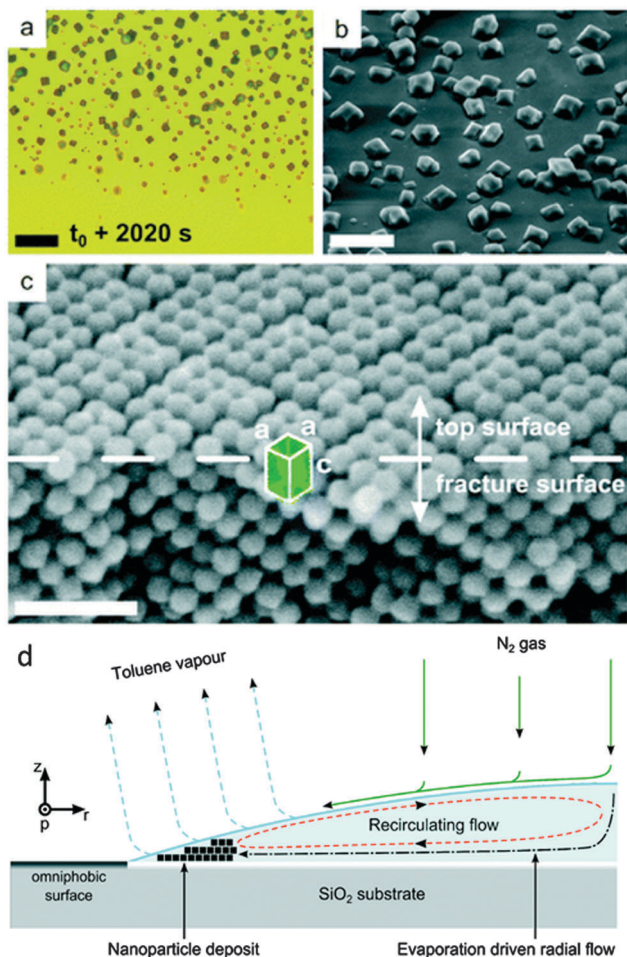 a
t₀ + 2020 s
b
c
a a
c
top surface
fracture surface
d
Toluene vapour
N₂ gas
z
p r
Recirculating flow
omniphobic
surface
SiO₂ substrate
Nanoparticle deposit
Evaporation driven radial flow